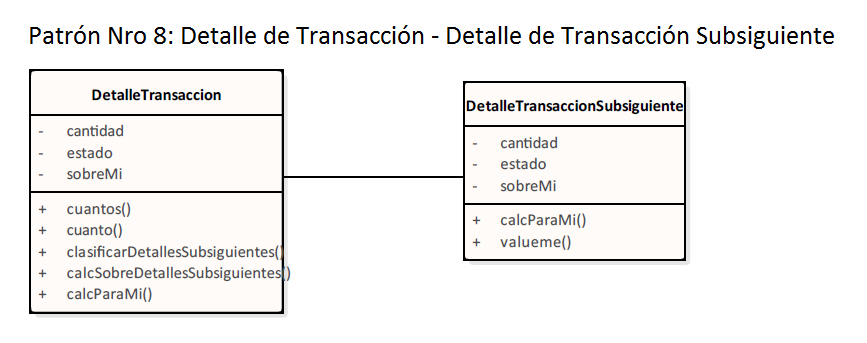 Patrón Nro 8: Detalle de Transacción - Detalle de Transacción Subsiguiente
DetalleTransaccion
- cantidad
- estado
- sobreMi
+ cuantos()
+ cuanto()
+ clasificarDetallesSubsiguientes()
+ calcSobreDetallesSubsiguientes()
+ calcParaMi()
DetalleTransaccionSubsiguiente
- cantidad
- estado
- sobreMi
+ calcParaMi()
+ valueme()